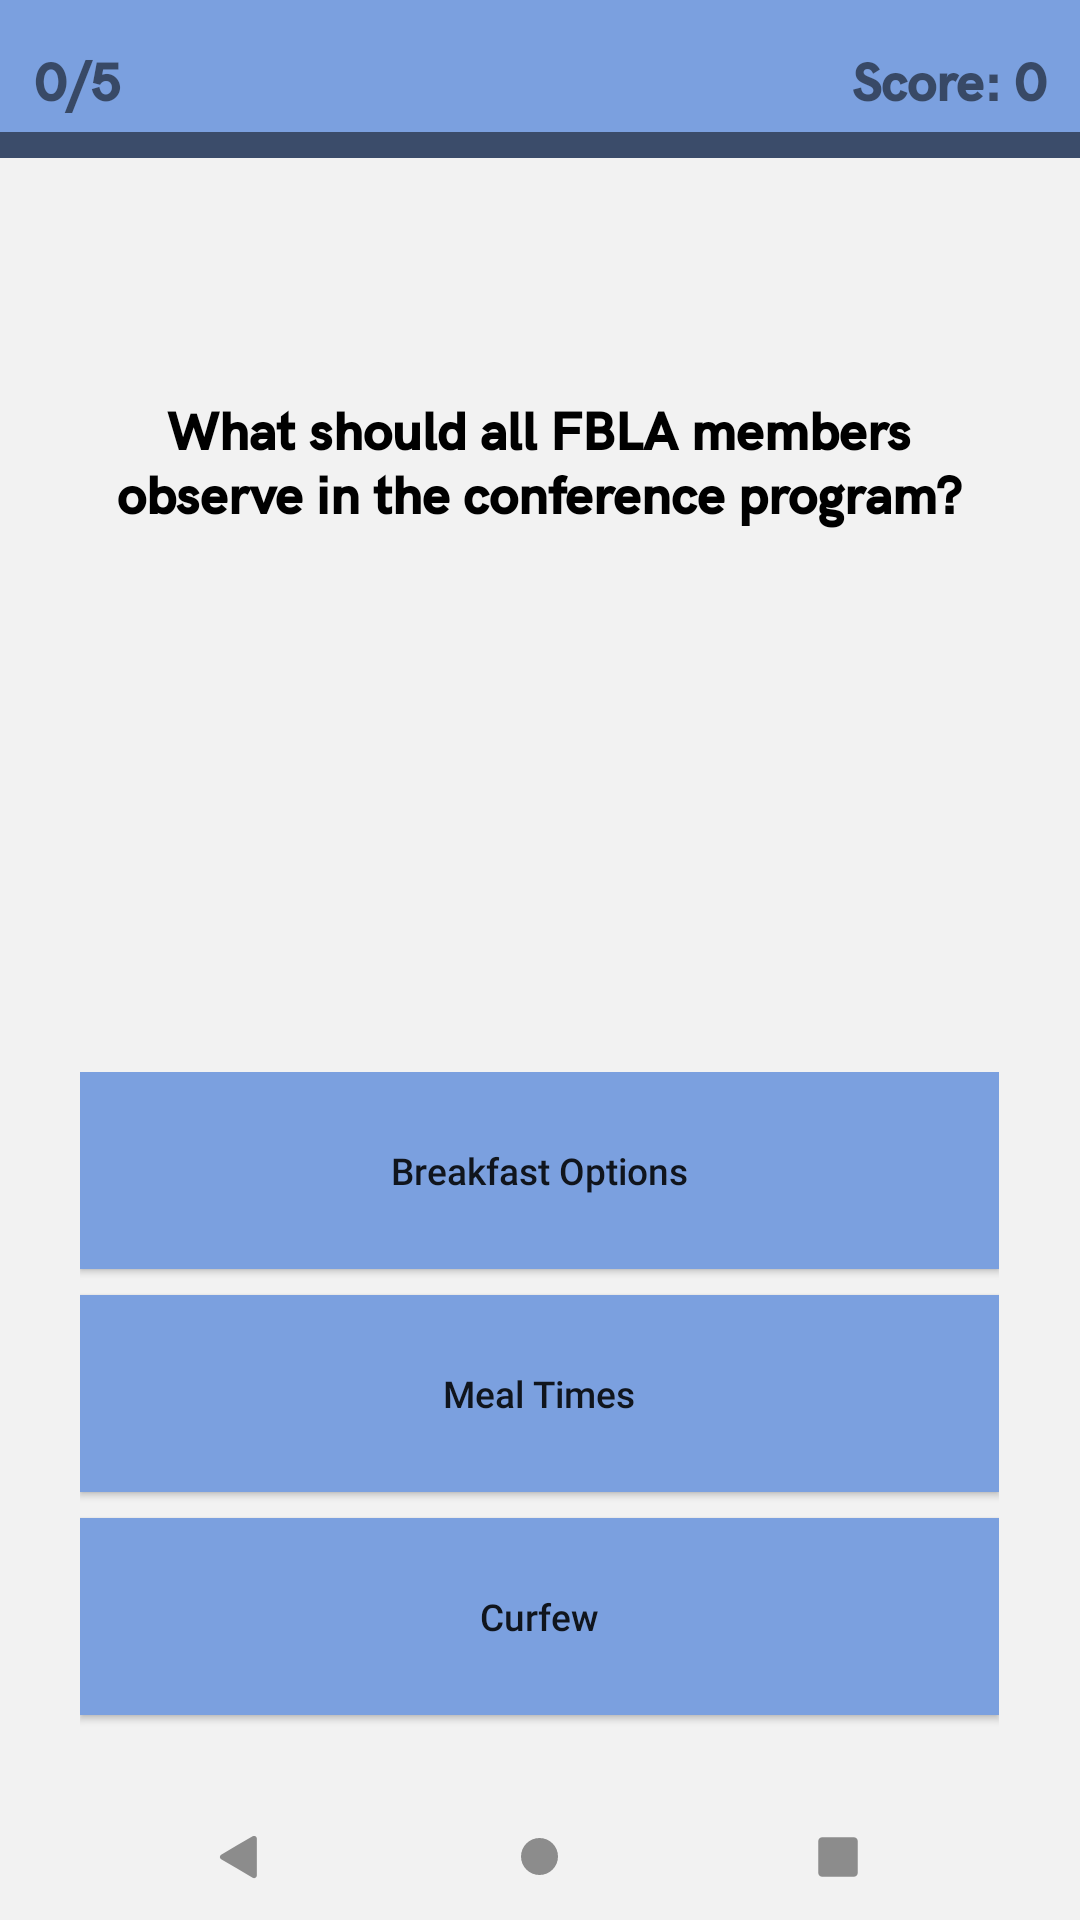 0/5
Score: 0
What should all FBLA members
observe in the conference program?
Breakfast Options
Meal Times
Curfew